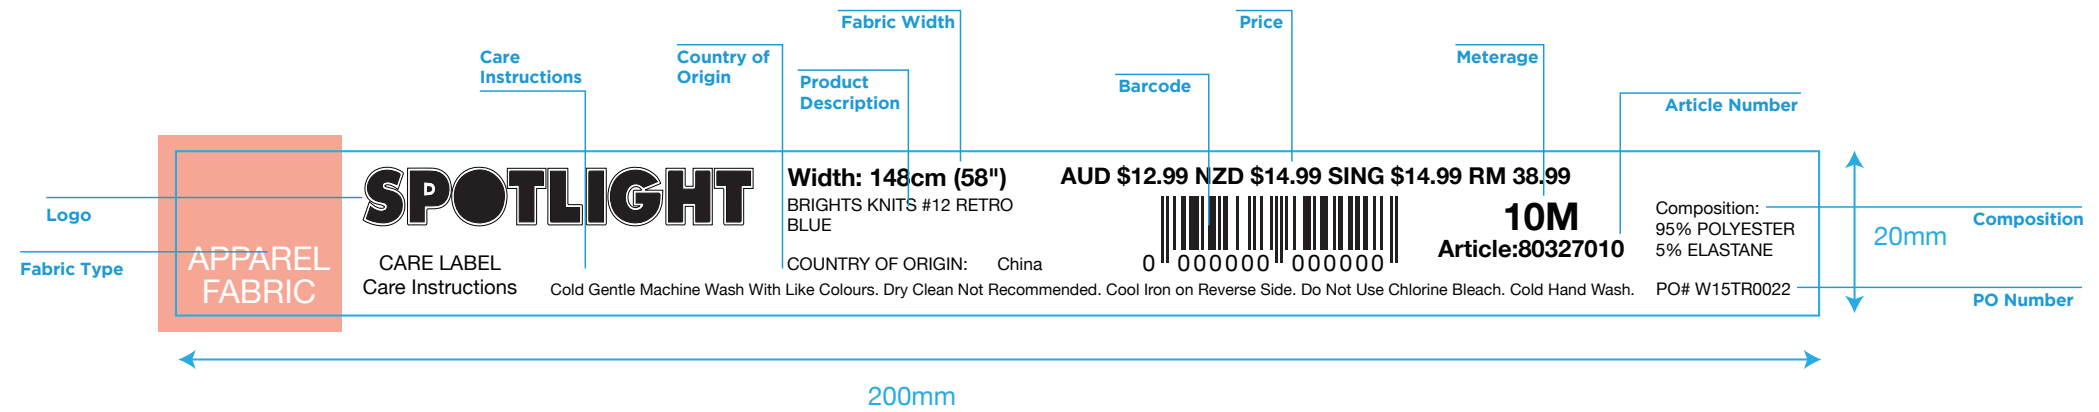 Fabric Width
Price
Care
Instructions
Country of
Origin
Product
Description
Barcode
Meterage
Article Number
Logo
Fabric Type
APPAREL
FABRIC
SPOTLIGHT
CARE LABEL
Care Instructions
Width: 148cm (58")
BRIGHTS KNITS #12 RETRO
BLUE
COUNTRY OF ORIGIN: China
AUD $12.99 NZD $14.99 SING $14.99 RM 38.99
0 000000 000000
10M
Article:80327010
Cold Gentle Machine Wash With Like Colours. Dry Clean Not Recommended. Cool Iron on Reverse Side. Do Not Use Chlorine Bleach. Cold Hand Wash.
Composition:
95% POLYESTER
5% ELASTANE
PO# W15TR0022
Composition
PO Number
20mm
200mm